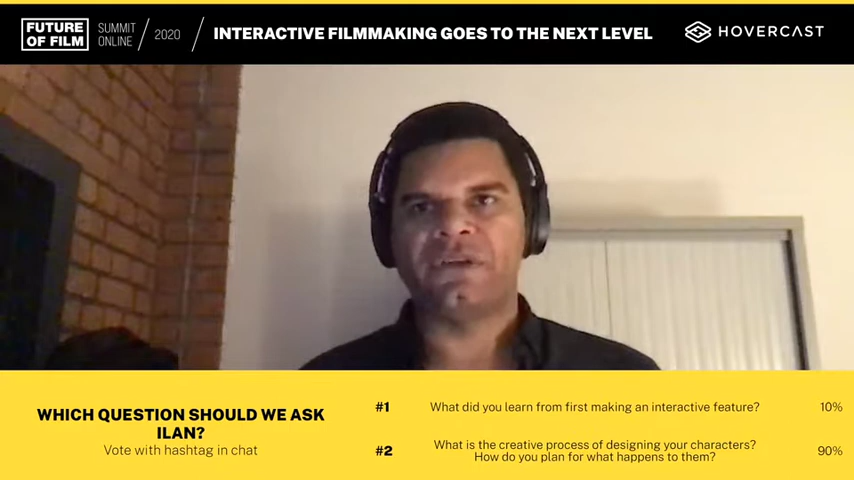 FUTURE
OF FILM
SUMMIT
ONLINE
2020
INTERACTIVE FILMMAKING GOES TO THE NEXT LEVEL
HOVERCAST
WHICH QUESTION SHOULD WE ASK
ILAN?
Vote with hashtag in chat
#1 What did you learn from first making an interactive feature? 10%
#2 What is the creative process of designing your characters?
How do you plan for what happens to them? 90%